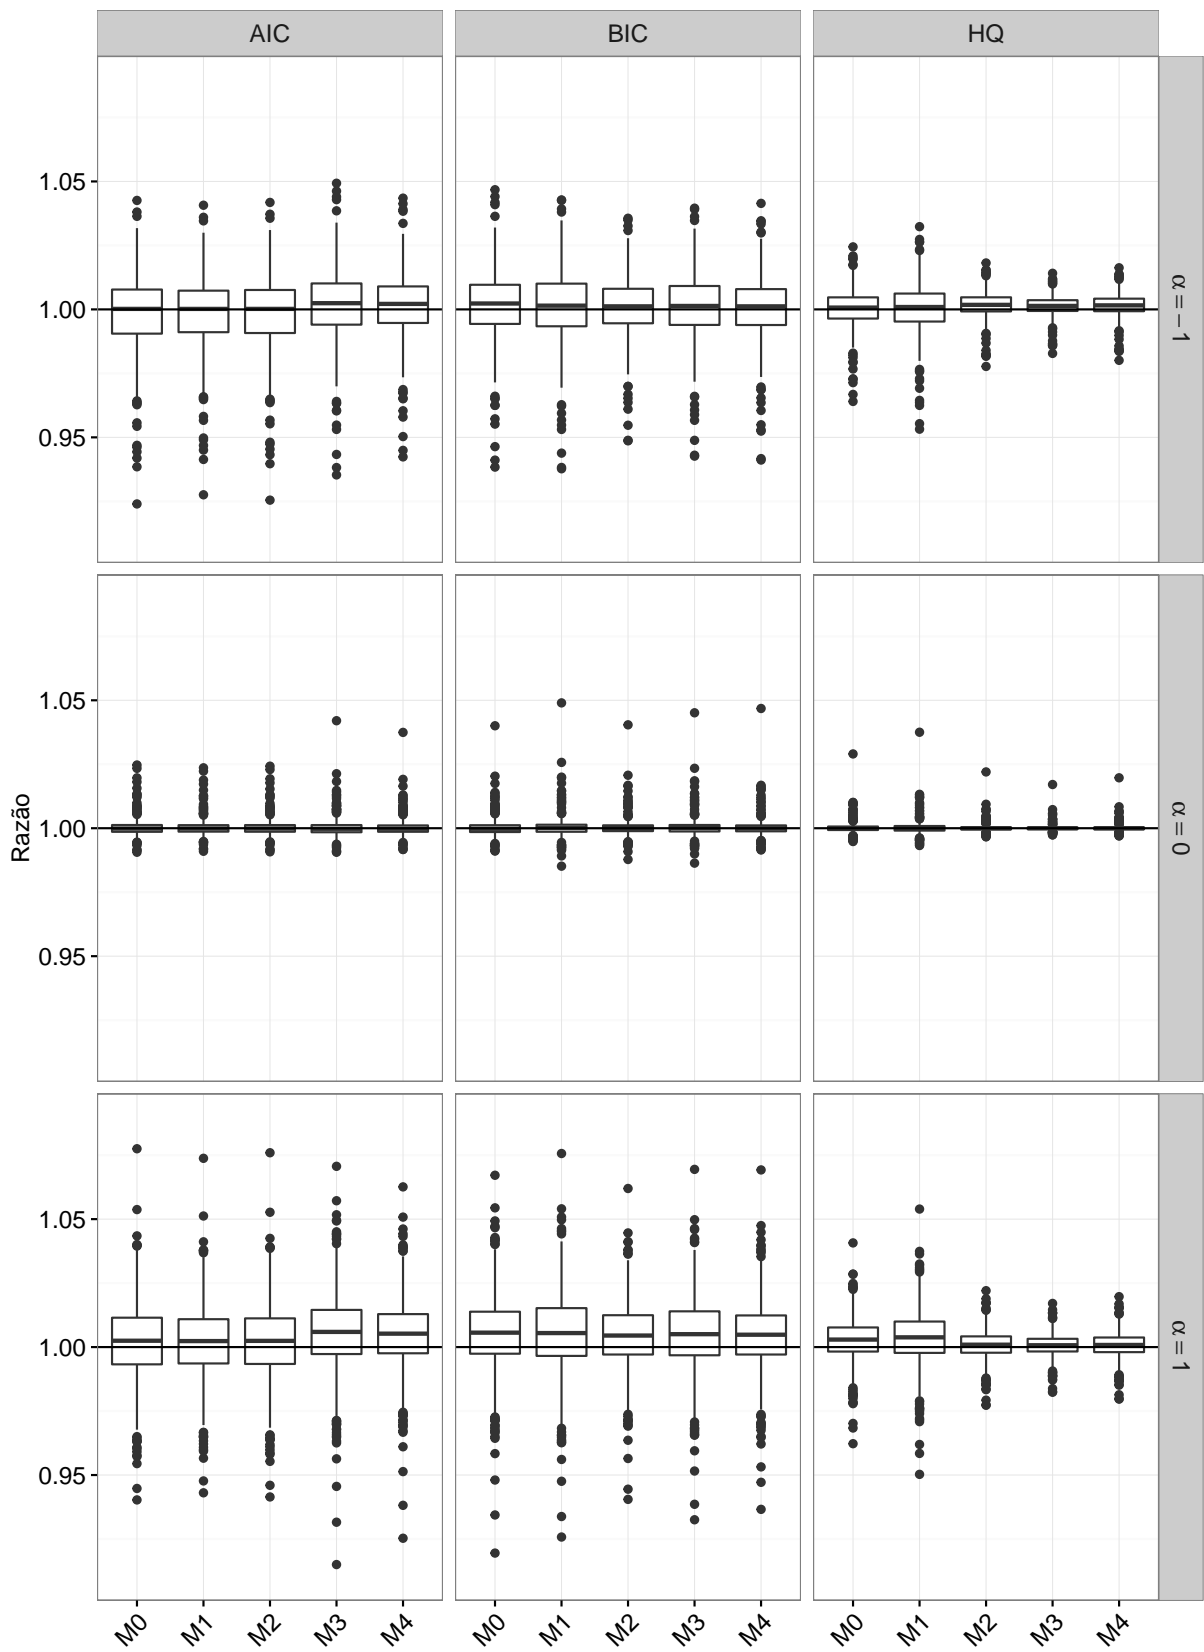 AIC BIC HQ
1.05
1.00
0.95
α = −1
1.05
1.00
0.95
α = 0
1.05
1.00
0.95
α = 1
Razão
M0 M1 M2 M3 M4 M0 M1 M2 M3 M4 M0 M1 M2 M3 M4